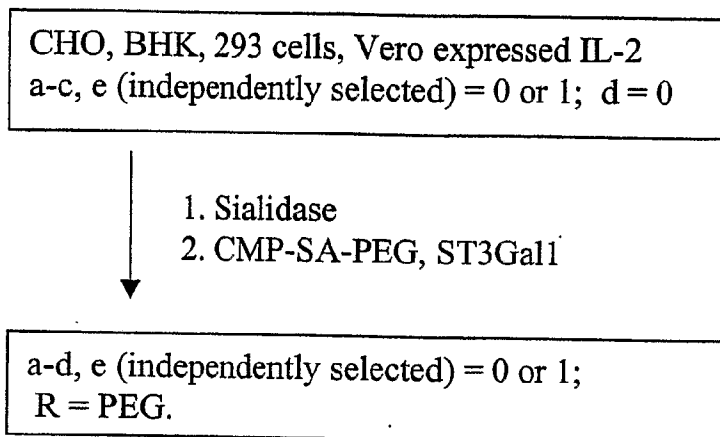 CHO, BHK, 293 cells, Vero expressed IL-2
a-c, e (independently selected) = 0 or 1; d = 0
1. Sialidase
2. CMP-SA-PEG, ST3Gal1
a-d, e (independently selected) = 0 or 1;
R = PEG.